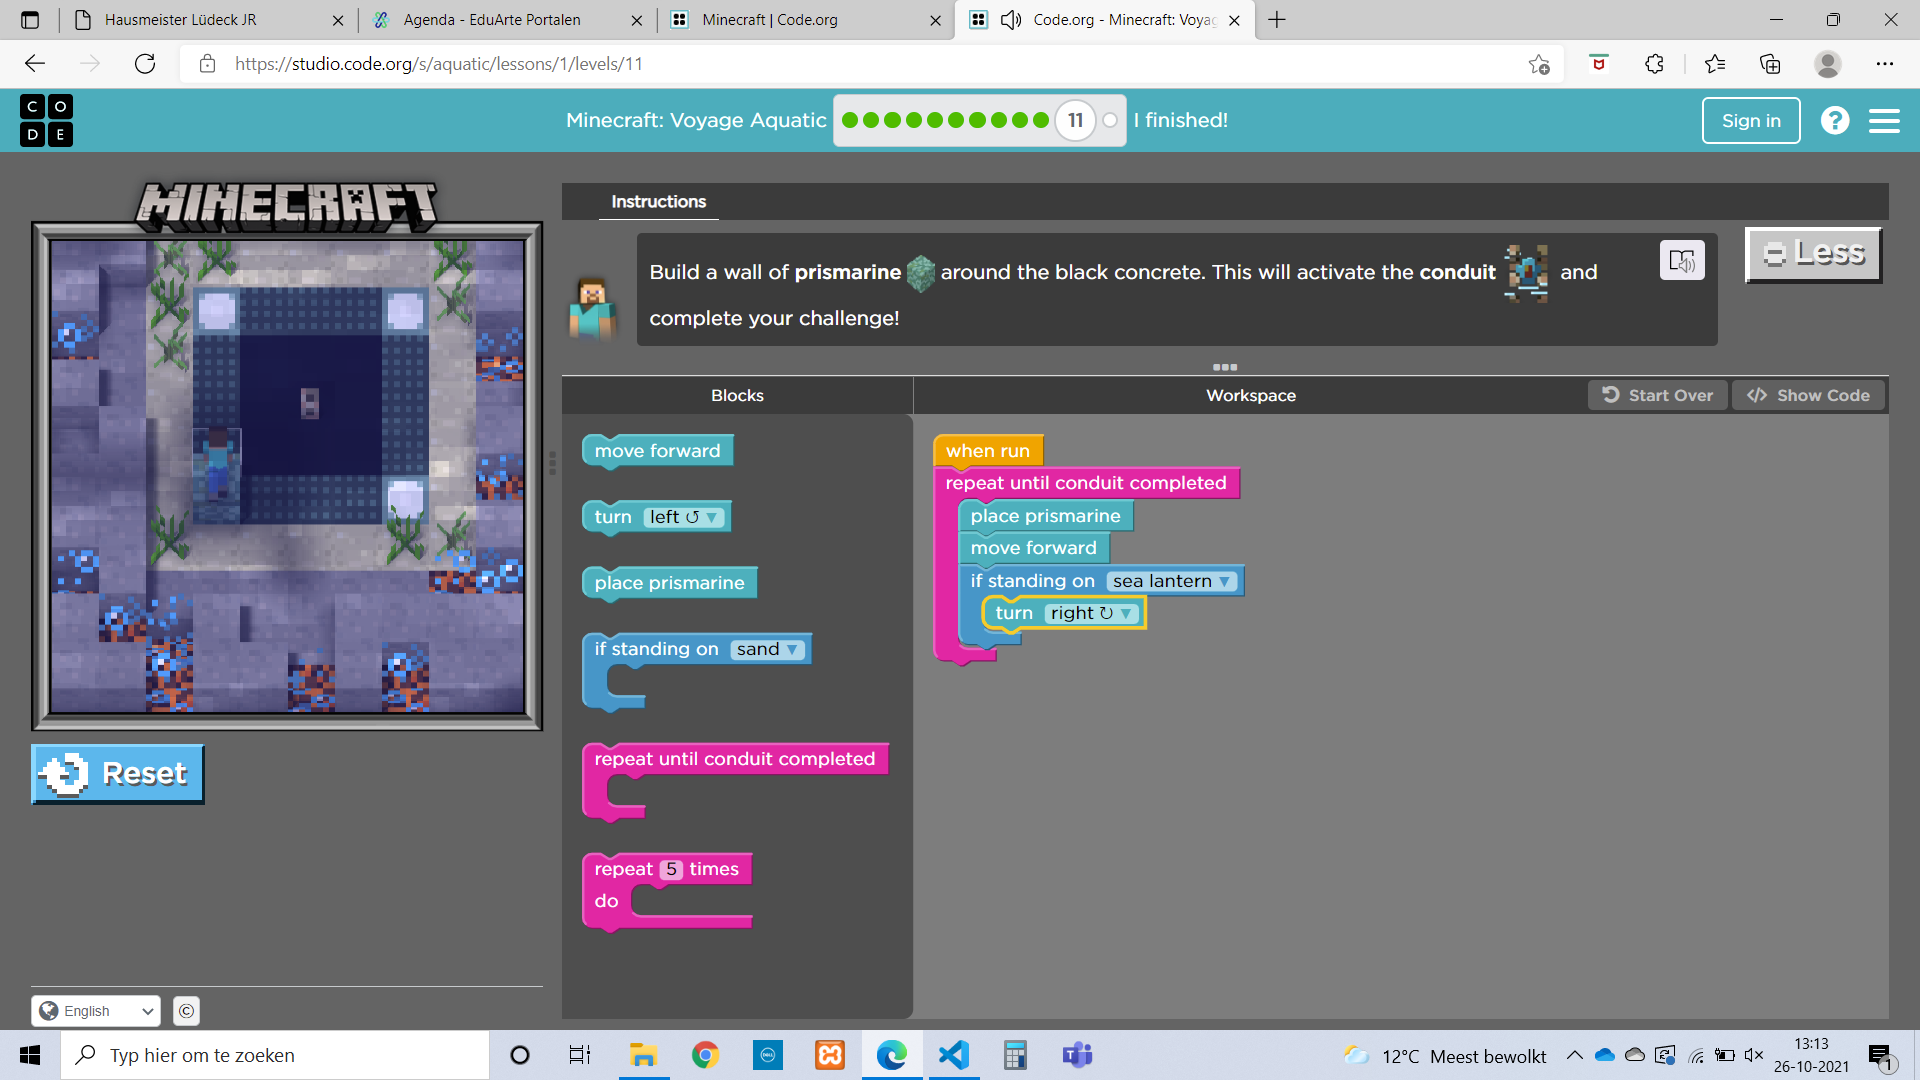 Hausmeister Lüdeck JR
Agenda - EduArte Portalen
Minecraft | Code.org
Code.org - Minecraft: Voyag
https://studio.code.org/s/aquatic/lessons/1/levels/11
C O
D E
Minecraft: Voyage Aquatic
11
I finished!
Sign in
?
MINECRAFT
Instructions
Build a wall of prismarine around the black concrete. This will activate the conduit and
complete your challenge!
Less
Blocks
Workspace
Start Over
Show Code
move forward
turn left
place prismarine
if standing on sand
repeat until conduit completed
repeat 5 times
do
when run
repeat until conduit completed
place prismarine
move forward
if standing on sea lantern
turn right
Reset
English
©
Typ hier om te zoeken
DELL
12°C Meest bewolkt
13:13
26-10-2021
1